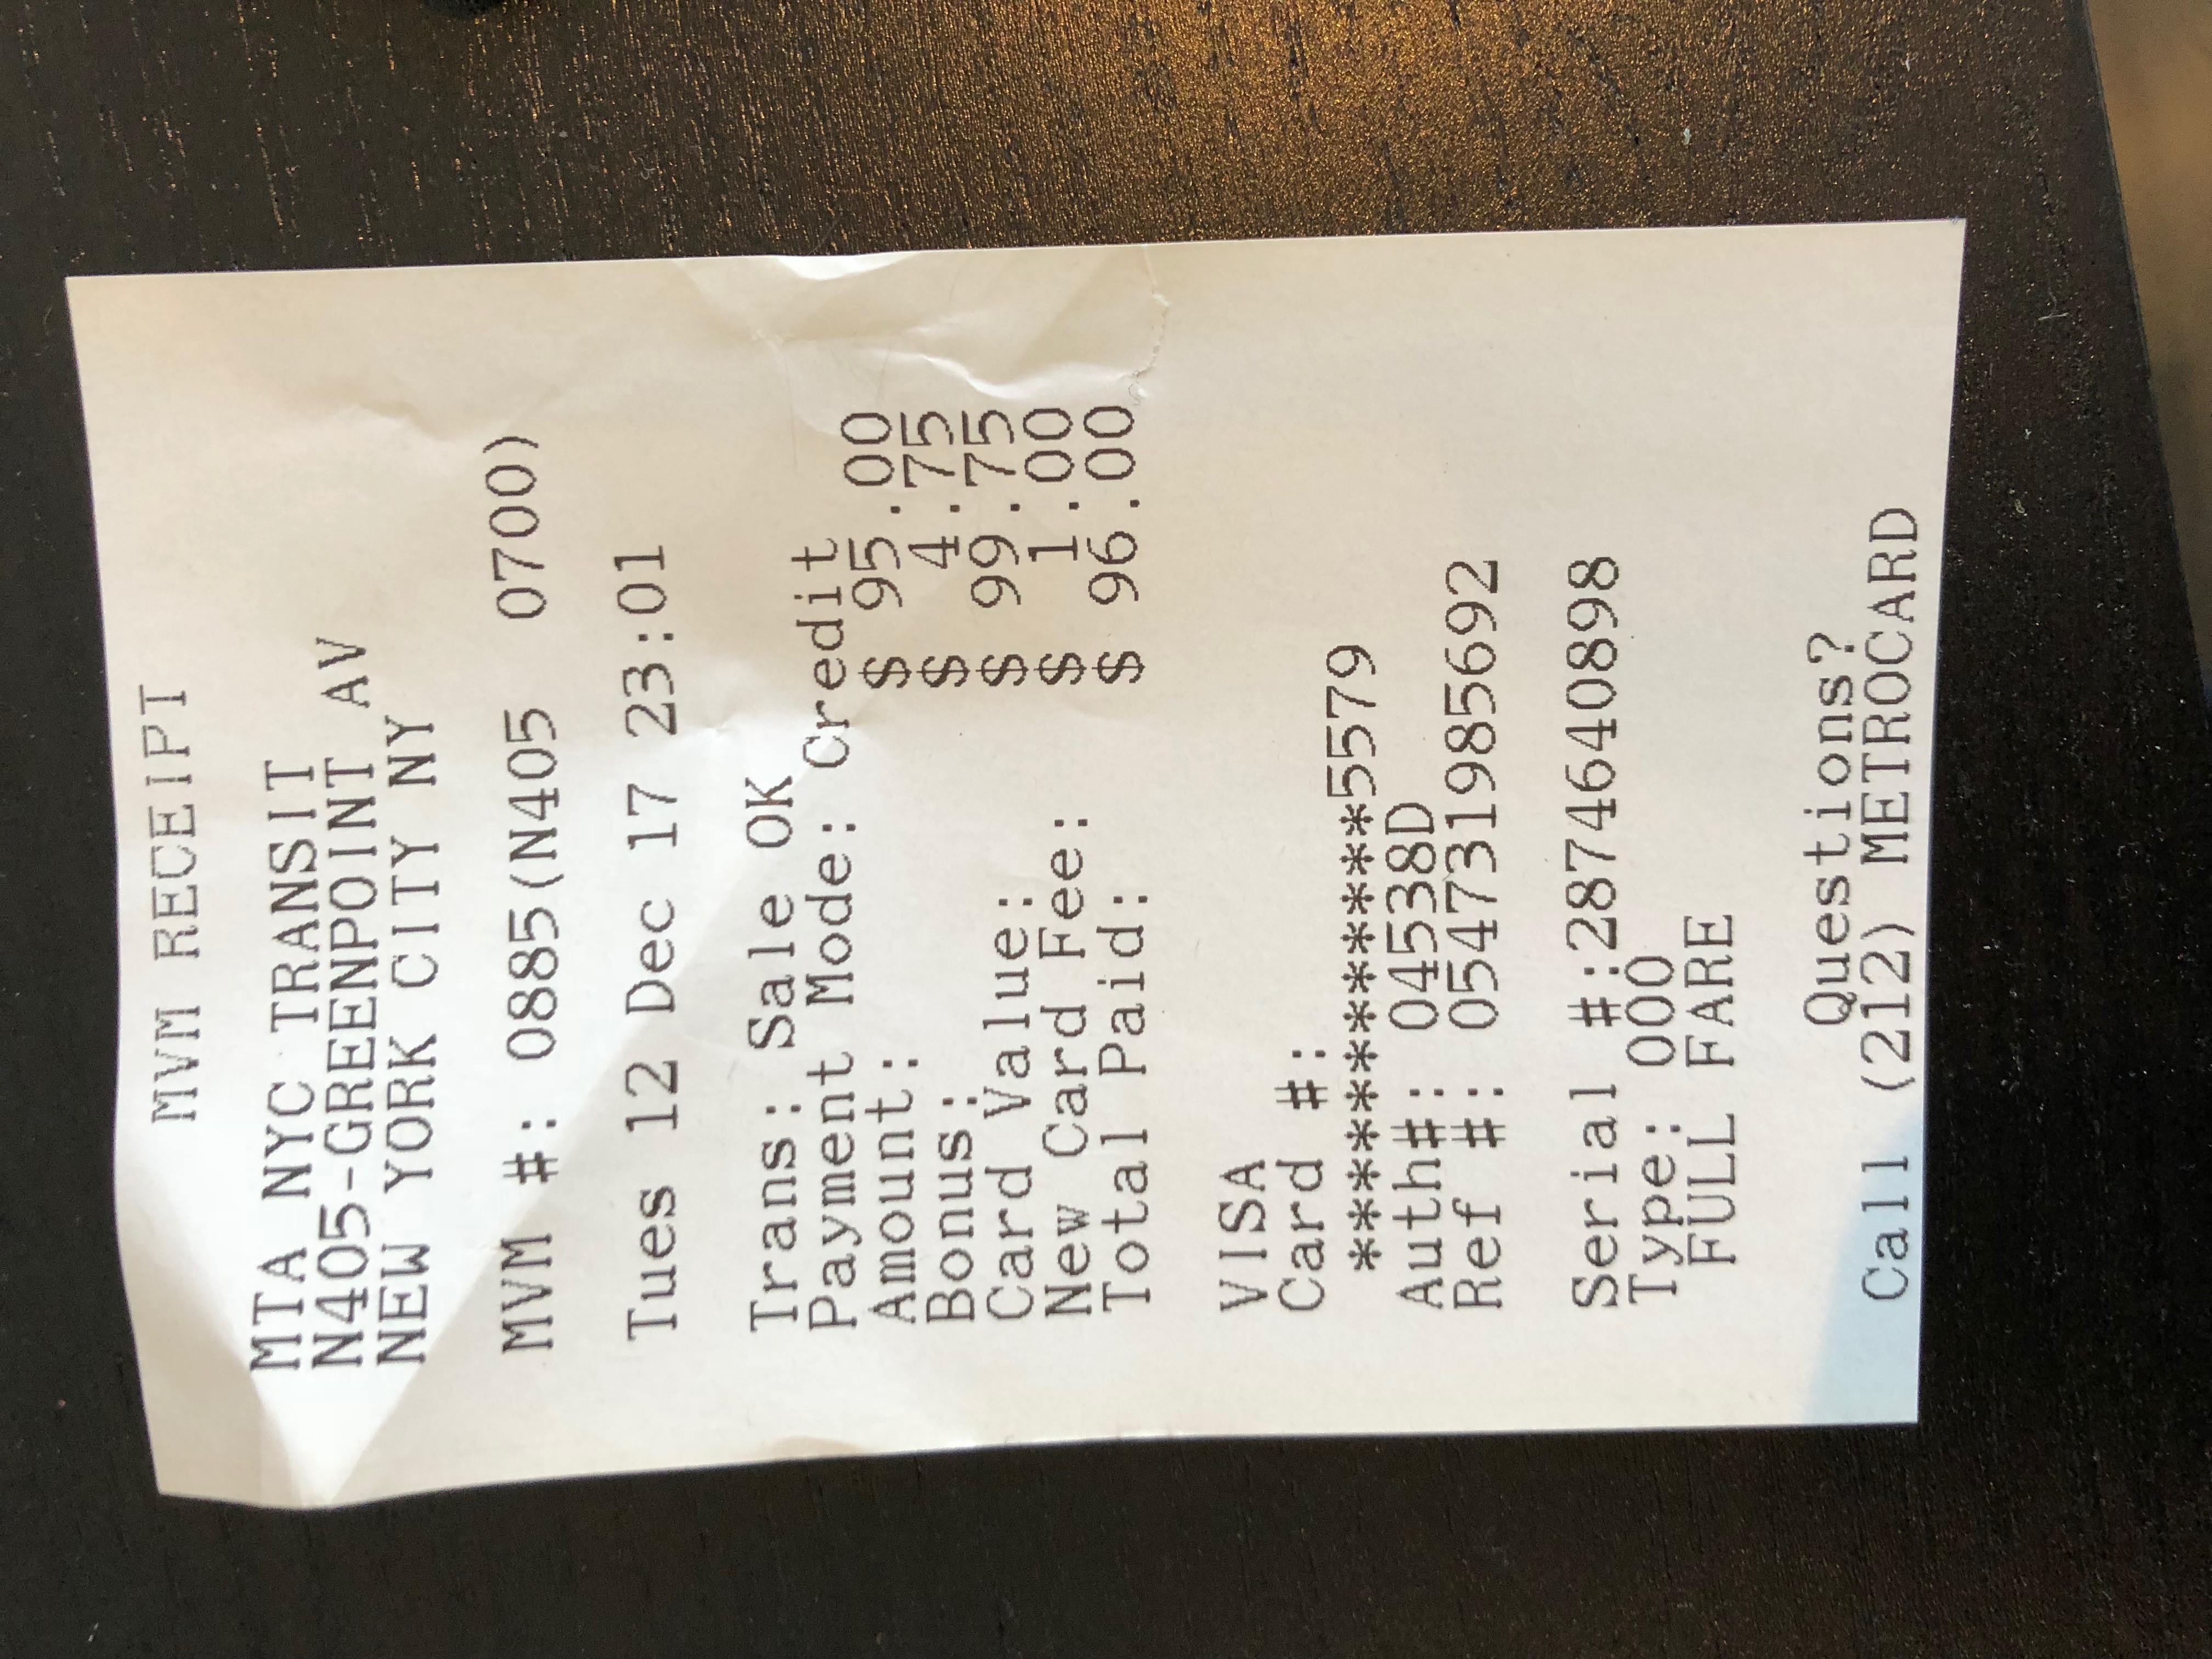 MVM RECEIPT
MTA NYC TRANSIT
N405-GREENPOINT AV
NEW YORK CITY NY
MVM #: 0885(N405 0700)
Tues 12 Dec 17 23:01
Trans: Sale OK
Payment Mode: Credit
Amount: $ 95.00
Bonus: $ 4.75
Card Value: $ 99.75
New Card Fee: $ 1.00
Total Paid: $ 96.00
VISA
Card #:
************5579
Auth#: 04538D
Ref #: 054731985692
Serial #:2874640898
Type: 000
FULL FARE
Questions?
Call (212) METROCARD